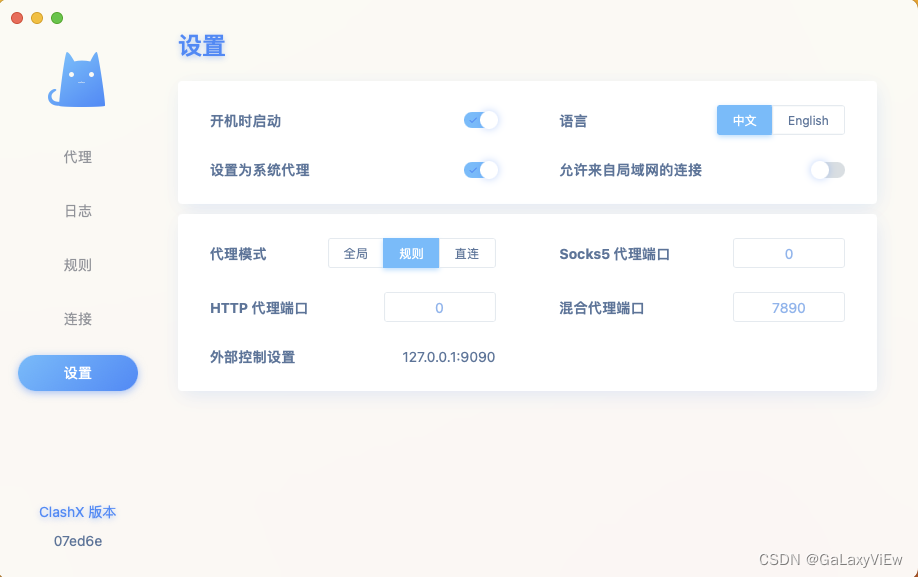 设置
开机时启动
语言 中文 English
设置为系统代理
允许来自局域网的连接
代理模式 全局 规则 直连
Socks5 代理端口 0
HTTP 代理端口 0
混合代理端口 7890
外部控制设置 127.0.0.1:9090
代理
日志
规则
连接
设置
ClashX 版本
07ed6e
CSDN @GaLaxyViEw